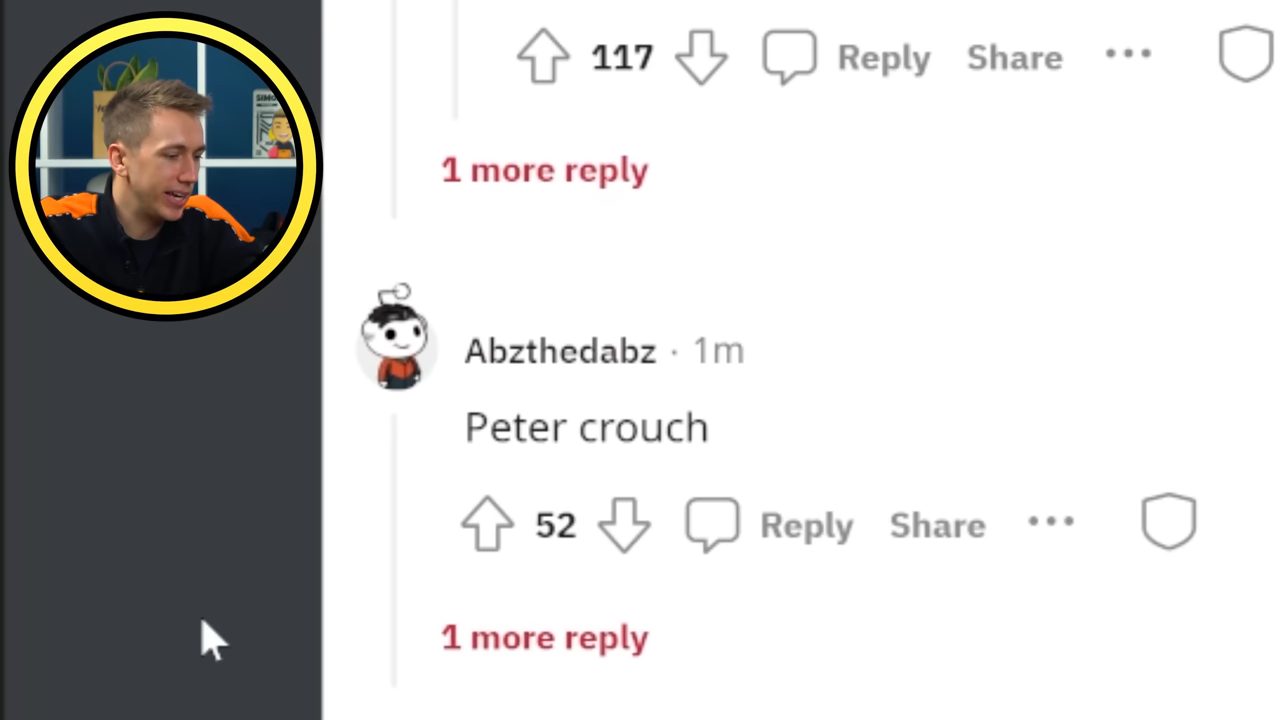 117 Reply Share
1 more reply
Abzthedabz · 1m
Peter crouch
52 Reply Share
1 more reply